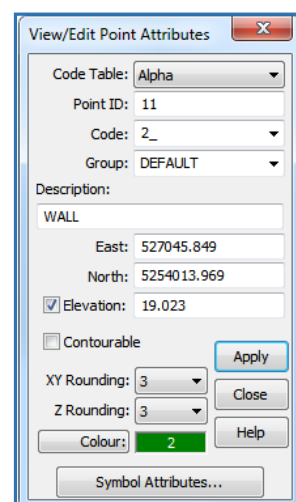 View/Edit Point Attributes
Code Table: Alpha
Point ID: 11
Code: 2_
Group: DEFAULT
Description:
WALL
East: 527045.849
North: 5254013.969
Elevation: 19.023
Contourable
Apply
XY Rounding: 3
Close
Z Rounding: 3
Colour: 2
Help
Symbol Attributes...